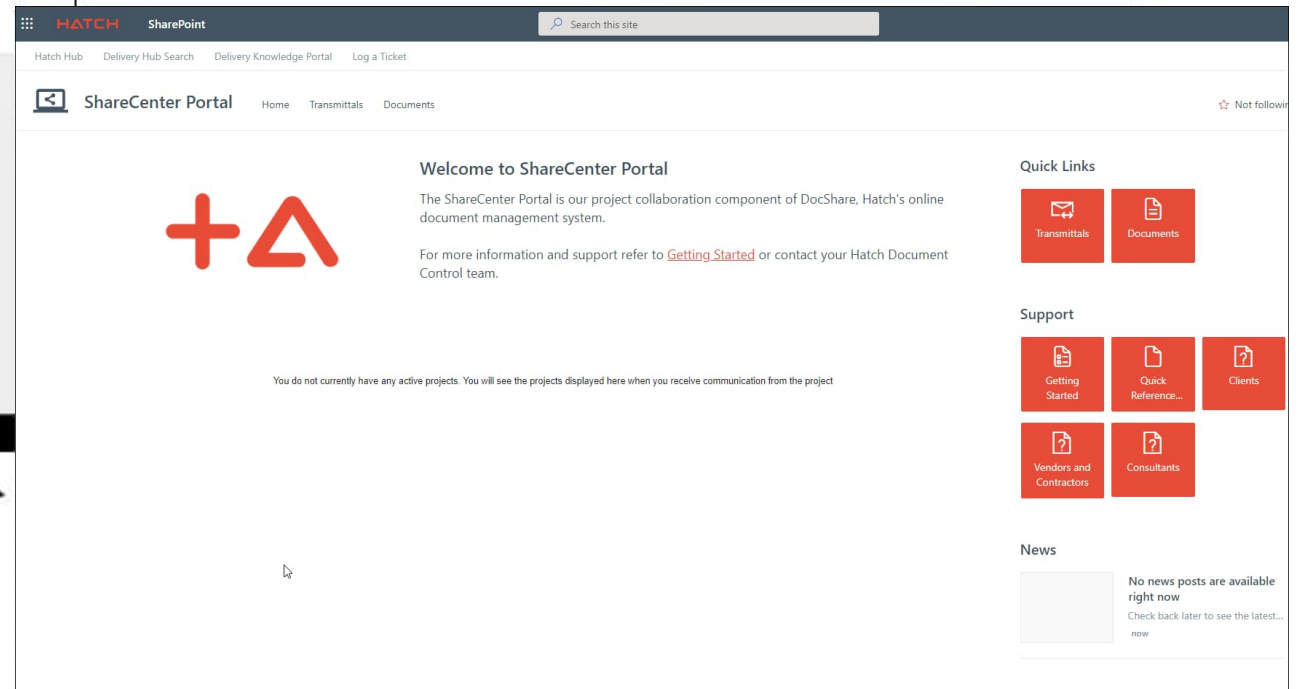 HATCH SharePoint Search this site
Hatch Hub Delivery Hub Search Delivery Knowledge Portal Log a Ticket
ShareCenter Portal Home Transmittals Documents
Not followin
Welcome to ShareCenter Portal
The ShareCenter Portal is our project collaboration component of DocShare, Hatch's online
document management system.
For more information and support refer to Getting Started or contact your Hatch Document
Control team.
You do not currently have any active projects. You will see the projects displayed here when you receive communication from the project
Quick Links
Transmittals
Documents
Support
Getting
Started
Quick
Reference...
Clients
Vendors and
Contractors
Consultants
News
No news posts are available
right now
Check back later to see the latest...
now